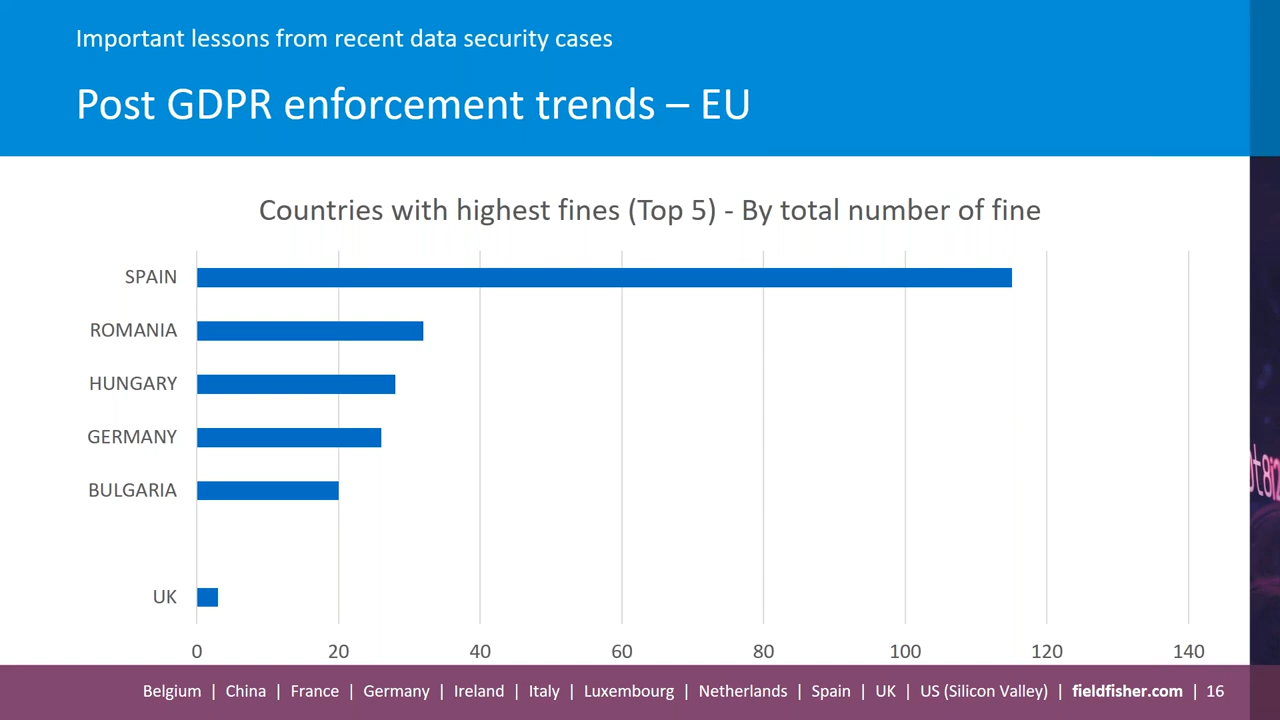 Important lessons from recent data security cases
Post GDPR enforcement trends – EU
Countries with highest fines (Top 5) - By total number of fine
SPAIN
ROMANIA
HUNGARY
GERMANY
BULGARIA
UK
0 20 40 60 80 100 120 140
Belgium | China | France | Germany | Ireland | Italy | Luxembourg | Netherlands | Spain | UK | US (Silicon Valley) | fieldfisher.com | 16